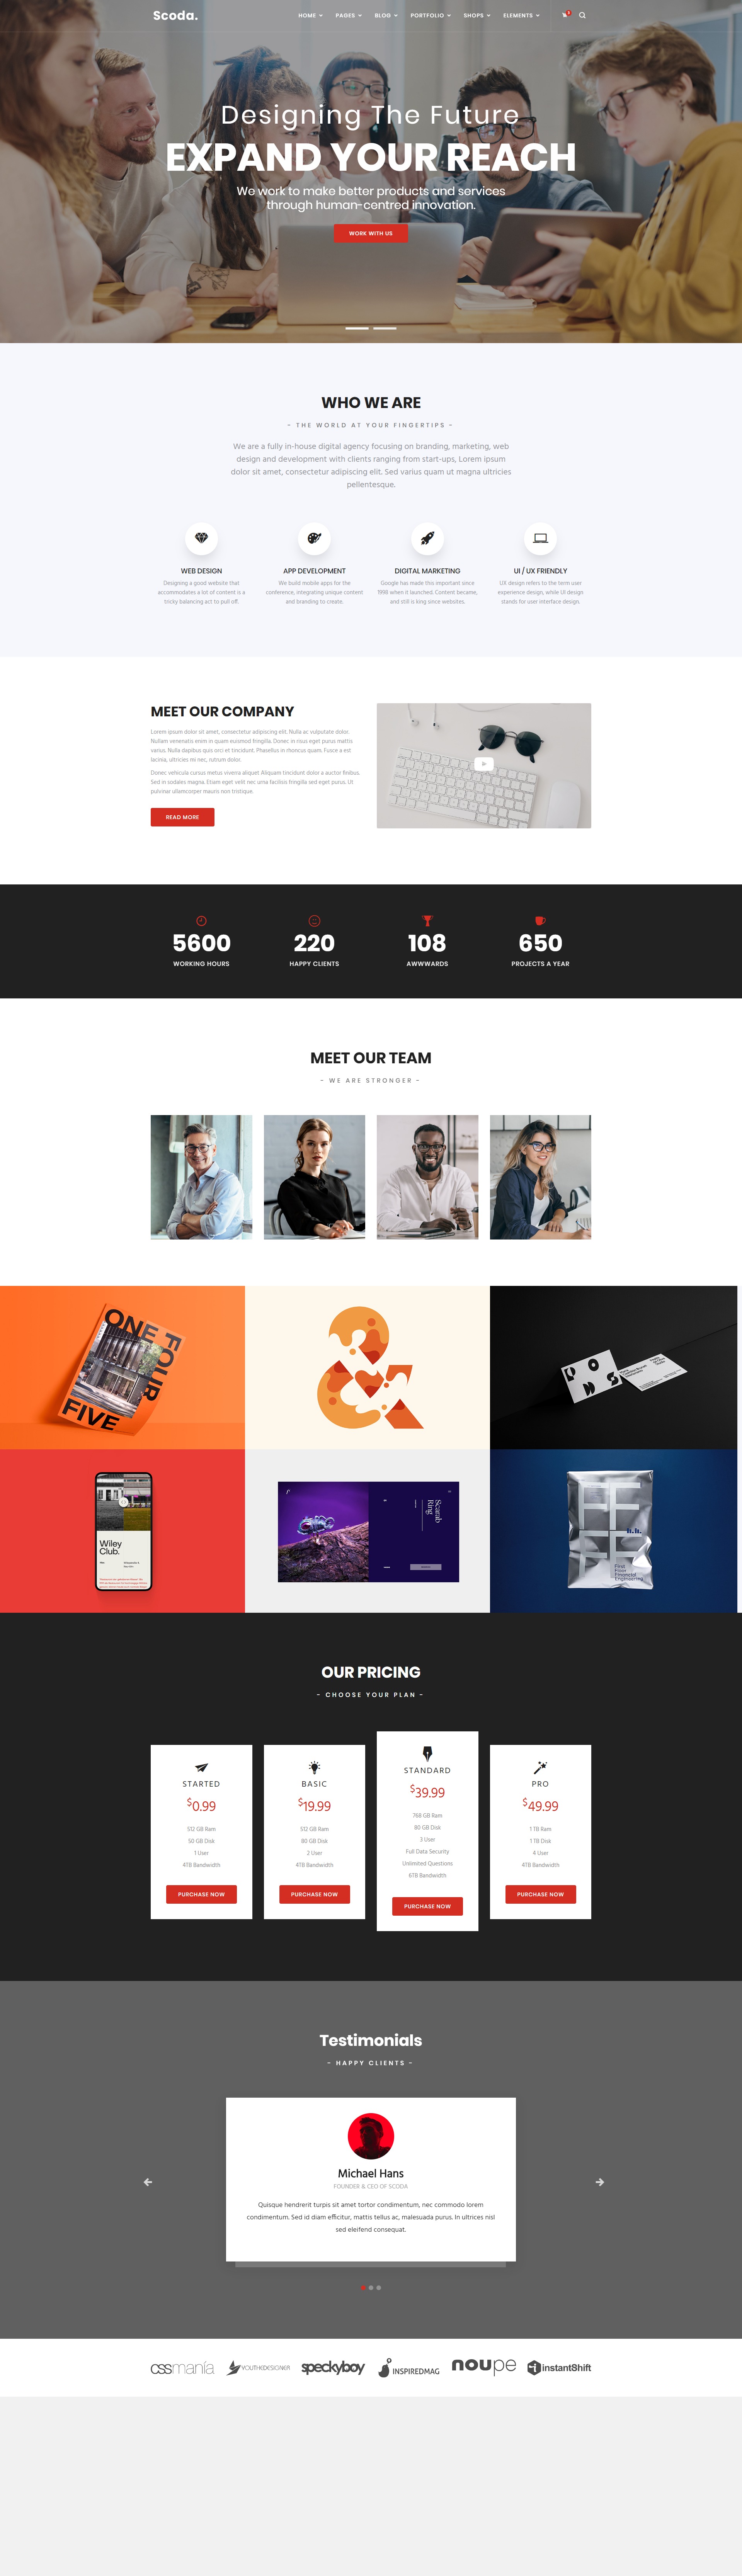 Scoda.
HOME PAGES BLOG PORTFOLIO SHOPS ELEMENTS
Designing The Future
EXPAND YOUR REACH
We work to make better products and services
through human-centred innovation.
WORK WITH US
WHO WE ARE
- THE WORLD AT YOUR FINGERTIPS -
We are a fully in-house digital agency focusing on branding, marketing, web
design and development with clients ranging from start-ups, Lorem ipsum
dolor sit amet, consectetur adipiscing elit. Sed varius quam ut magna ultricies
pellentesque.
WEB DESIGN
Designing a good website that
accommodates a lot of content is a
tricky balancing act to pull off.
APP DEVELOPMENT
We build mobile apps for the
conference, integrating unique content
and branding to create.
DIGITAL MARKETING
Google has made this important since
1998 when it launched. Content became,
and still is king since websites.
UI / UX FRIENDLY
UX design refers to the term user
experience design, while UI design
stands for user interface design.
MEET OUR COMPANY
Lorem ipsum dolor sit amet, consectetur adipiscing elit. Nulla ac vulputate dolor.
Nullam venenatis enim in quam euismod fringilla. Donec in risus eget purus mattis
varius. Nulla dapibus quis orci et tincidunt. Phasellus in rhoncus quam. Fusce a est
lacinia, ultricies mi nec, rutrum dolor.
Donec vehicula cursus metus viverra aliquet Aliquam tincidunt dolor a auctor finibus.
Sed in sodales magna. Etiam eget velit nec urna facilisis fringilla sed eget purus. Ut
pulvinar ullamcorper mauris non tristique.
READ MORE
5600
WORKING HOURS
220
HAPPY CLIENTS
108
AWWWARDS
650
PROJECTS A YEAR
MEET OUR TEAM
- WE ARE STRONGER -
ONE FOUR
FIVE
&
POWS
Wiley
Club.
Scarab
Ring
h.h.
First
Floor
Financial
Engineering
OUR PRICING
- CHOOSE YOUR PLAN -
STARTED
$0.99
512 GB Ram
50 GB Disk
1 User
4TB Bandwidth
PURCHASE NOW
BASIC
$19.99
512 GB Ram
80 GB Disk
2 User
4TB Bandwidth
PURCHASE NOW
STANDARD
$39.99
768 GB Ram
80 GB Disk
3 User
Full Data Security
Unlimited Questions
6TB Bandwidth
PURCHASE NOW
PRO
$49.99
1 TB Ram
1 TB Disk
4 User
4TB Bandwidth
PURCHASE NOW
Testimonials
- HAPPY CLIENTS -
Michael Hans
FOUNDER & CEO OF SCODA
Quisque hendrerit turpis sit amet tortor condimentum, nec commodo lorem
condimentum. Sed id diam efficitur, mattis tellus ac, malesuada purus. In ultrices nisl
sed eleifend consequat.
cssmania YOUTHEDESIGNER speckyboy INSPIREDMAG noupe instantShift